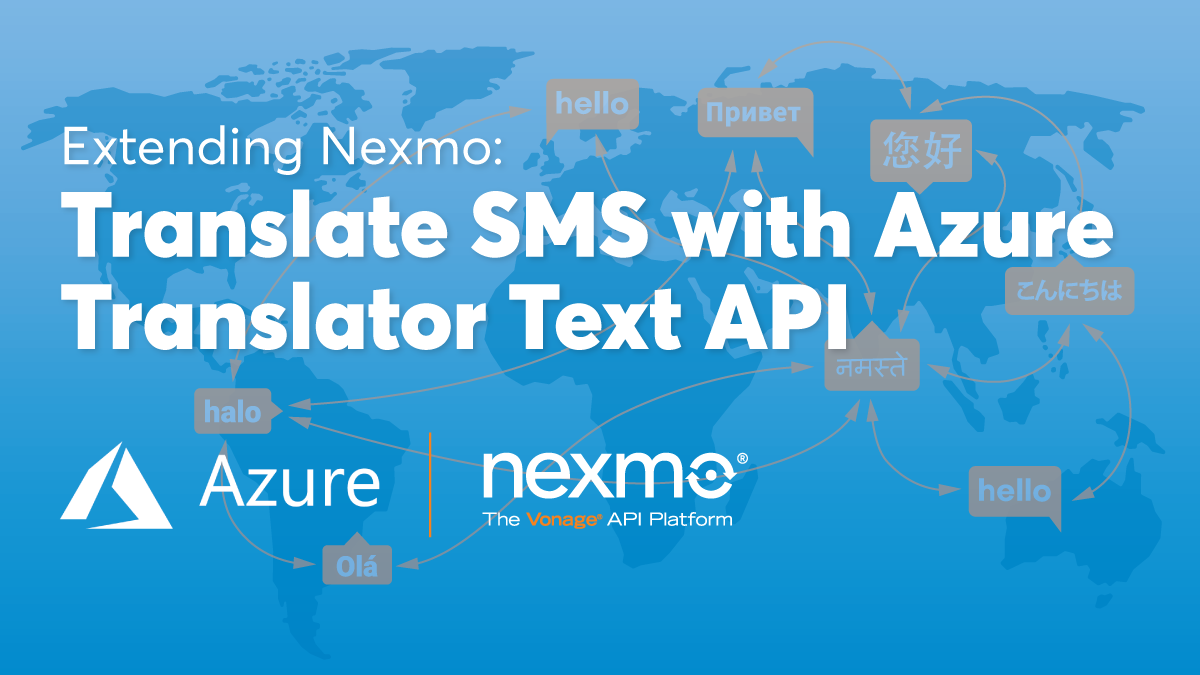 hello
Привет
您好
Extending Nexmo:
Translate SMS with Azure
Translator Text API
こんにちは
नमस्ते
halo
Azure
nexmo®
The Vonage® API Platform
hello
Olá